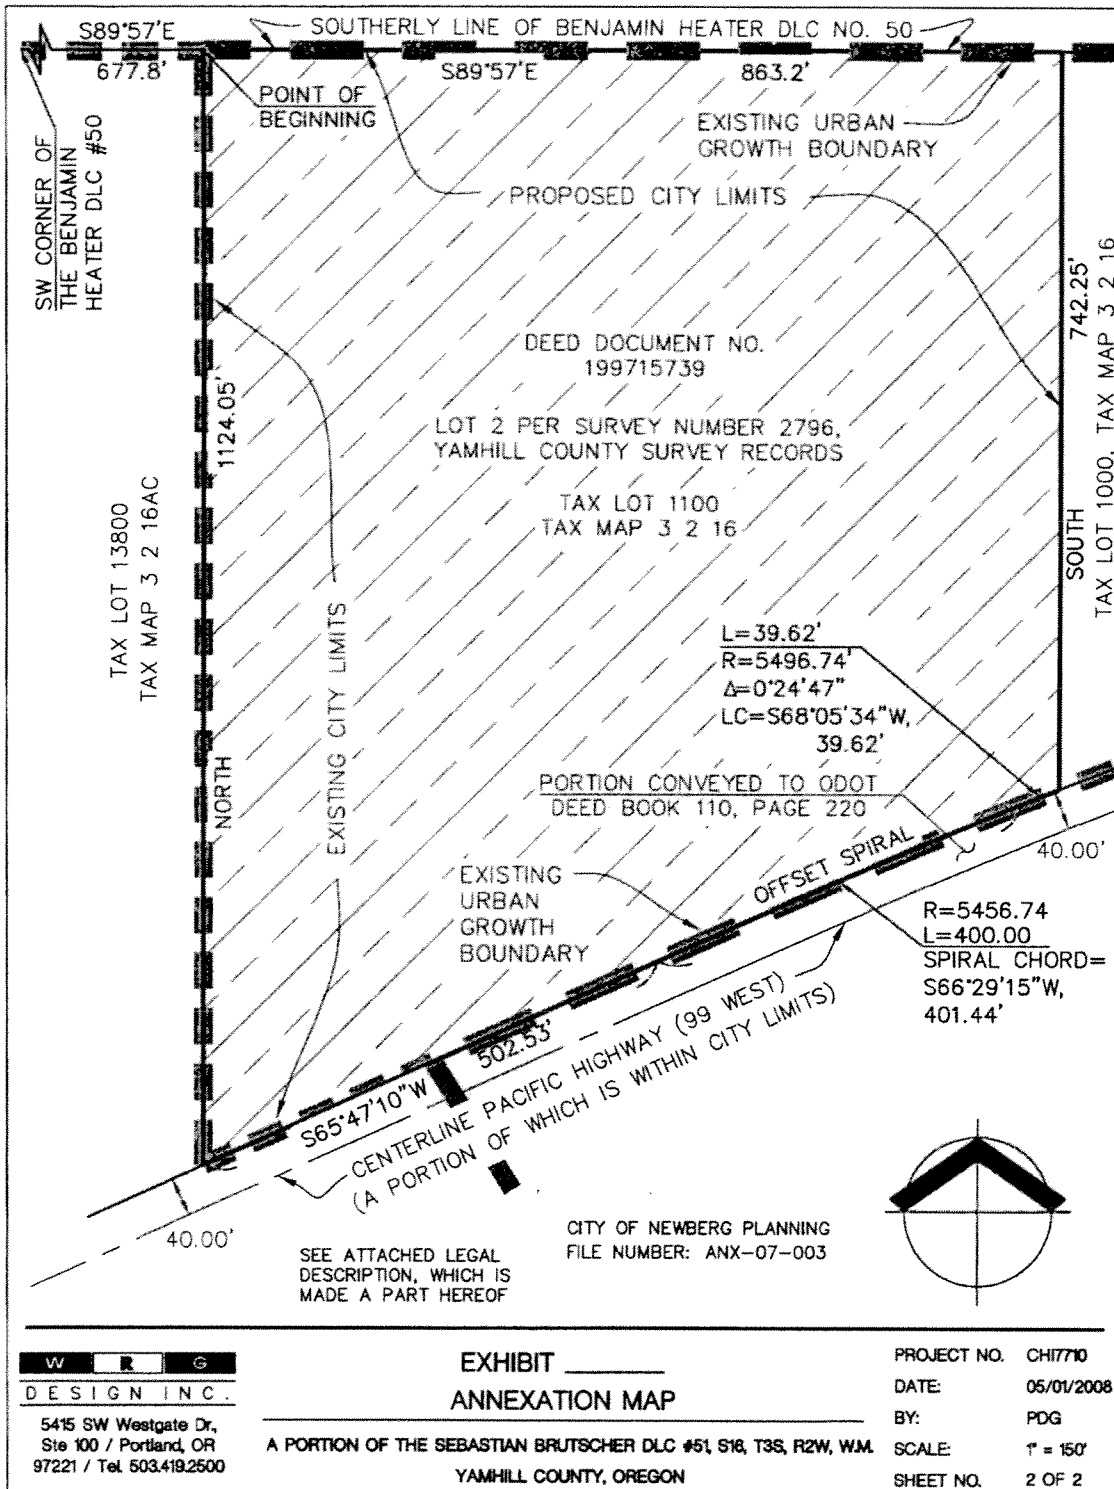 SOUTHERLY LINE OF BENJAMIN HEATER DLC NO. 50
S89°57'E
677.8'
S89°57'E
863.2'
POINT OF
BEGINNING
EXISTING URBAN
GROWTH BOUNDARY
SW CORNER OF
THE BENJAMIN
HEATER DLC #50
PROPOSED CITY LIMITS
742.25'
SOUTH
TAX LOT 1000, TAX MAP 3 2 16
DEED DOCUMENT NO.
199715739
1124.05'
NORTH
LOT 2 PER SURVEY NUMBER 2796,
YAMHILL COUNTY SURVEY RECORDS
TAX LOT 1100
TAX MAP 3 2 16
TAX LOT 13800
TAX MAP 3 2 16AC
EXISTING CITY LIMITS
L=39.62'
R=5496.74'
Δ=0°24'47"
LC=S68°05'34"W,
39.62'
PORTION CONVEYED TO ODOT
DEED BOOK 110, PAGE 220
OFFSET SPIRAL
40.00'
EXISTING
URBAN
GROWTH
BOUNDARY
R=5456.74
L=400.00
SPIRAL CHORD=
S66°29'15"W,
401.44'
S65°47'10"W
502.53'
CENTERLINE PACIFIC HIGHWAY (99 WEST)
(A PORTION OF WHICH IS WITHIN CITY LIMITS)
40.00'
SEE ATTACHED LEGAL
DESCRIPTION, WHICH IS
MADE A PART HEREOF
CITY OF NEWBERG PLANNING
FILE NUMBER: ANX-07-003
W R G
DESIGN INC.
5415 SW Westgate Dr.,
Ste 100 / Portland, OR
97221 / Tel. 503.419.2500
EXHIBIT ______
ANNEXATION MAP
A PORTION OF THE SEBASTIAN BRUTSCHER DLC #51, S16, T3S, R2W, W.M.
YAMHILL COUNTY, OREGON
PROJECT NO. CHI7710
DATE: 05/01/2008
BY: PDG
SCALE: 1" = 150'
SHEET NO. 2 OF 2